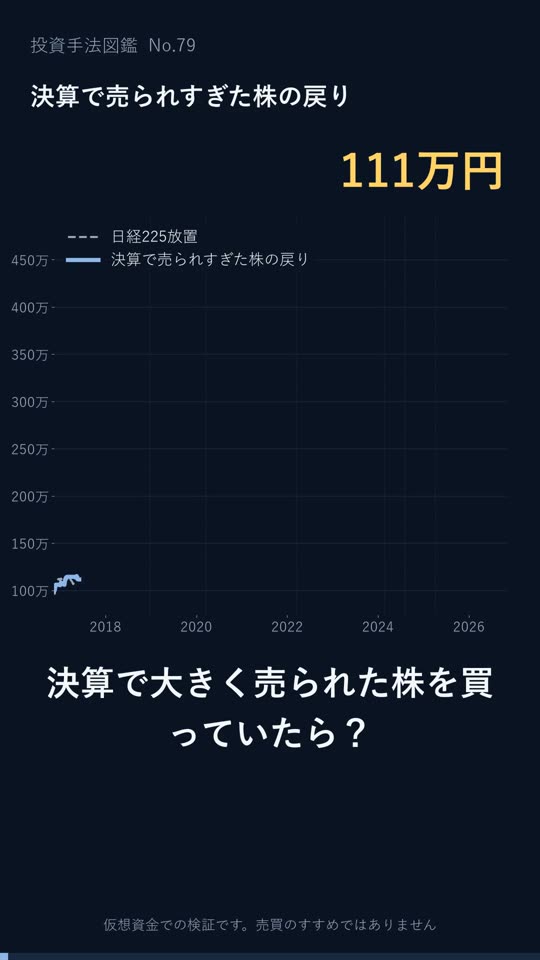 投資手法図鑑 No.79
決算で売られすぎた株の戻り
111万円
日経225放置
決算で売られすぎた株の戻り
450万
400万
350万
300万
250万
200万
150万
100万
2018 2020 2022 2024 2026
決算で大きく売られた株を買
っていたら？
仮想資金での検証です。売買のすすめではありません